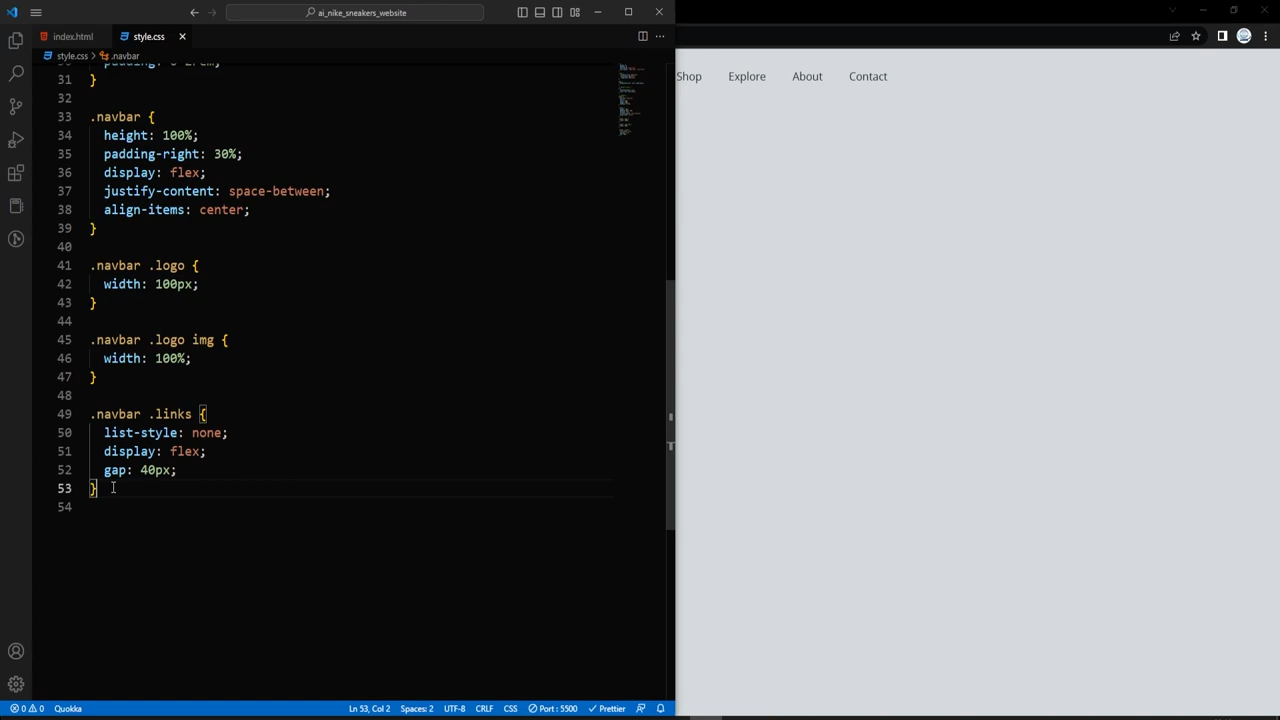 ai_nike_sneakers_website
index.html
style.css
style.css > .navbar
31 }
32
33 .navbar {
34 height: 100%;
35 padding-right: 30%;
36 display: flex;
37 justify-content: space-between;
38 align-items: center;
39 }
40
41 .navbar .logo {
42 width: 100px;
43 }
44
45 .navbar .logo img {
46 width: 100%;
47 }
48
49 .navbar .links {
50 list-style: none;
51 display: flex;
52 gap: 40px;
53 }
54
Shop Explore About Contact
0 0 Quokka Ln 53, Col 2 Spaces: 2 UTF-8 CRLF CSS Port : 5500 Prettier